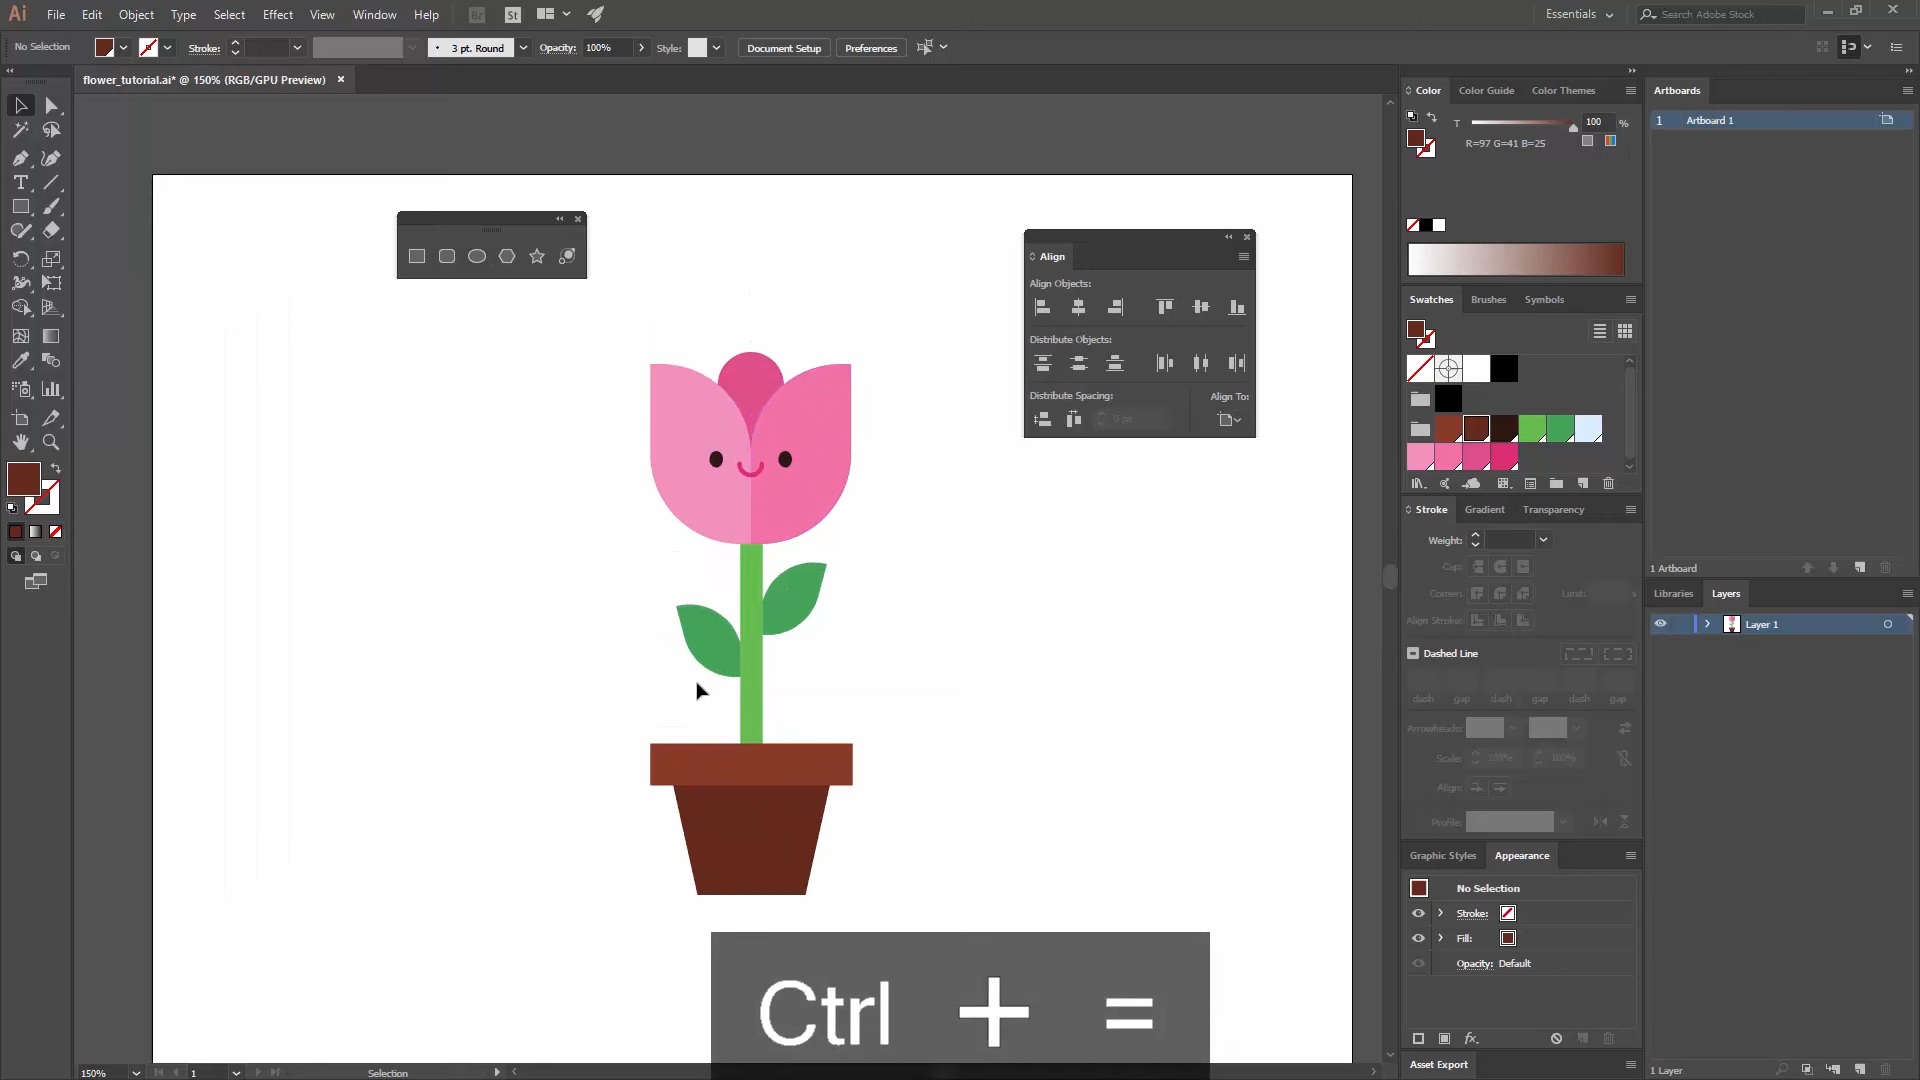 Ai File Edit Object Type Select Effect View Window Help Br St Essentials Search Adobe Stock
No Selection Stroke: 3 pt. Round Opacity: 100% Style: Document Setup Preferences
flower_tutorial.ai* @ 150% (RGB/GPU Preview)
Color Color Guide Color Themes
T 100 %
R=97 G=41 B=25
Swatches Brushes Symbols
Stroke Gradient Transparency
Weight:
Cap:
Corner: Limit:
Align Stroke:
Dashed Line
dash gap dash gap dash gap
Arrowheads:
Scale: 100% 100%
Align:
Profile:
Graphic Styles Appearance
No Selection
Stroke:
Fill:
Opacity: Default
fx
Asset Export
Artboards
1 Artboard 1
1 Artboard
Libraries Layers
Layer 1
1 Layer
Align
Align Objects:
Distribute Objects:
Distribute Spacing: Align To:
0 px
Ctrl + =
150% 1 Selection